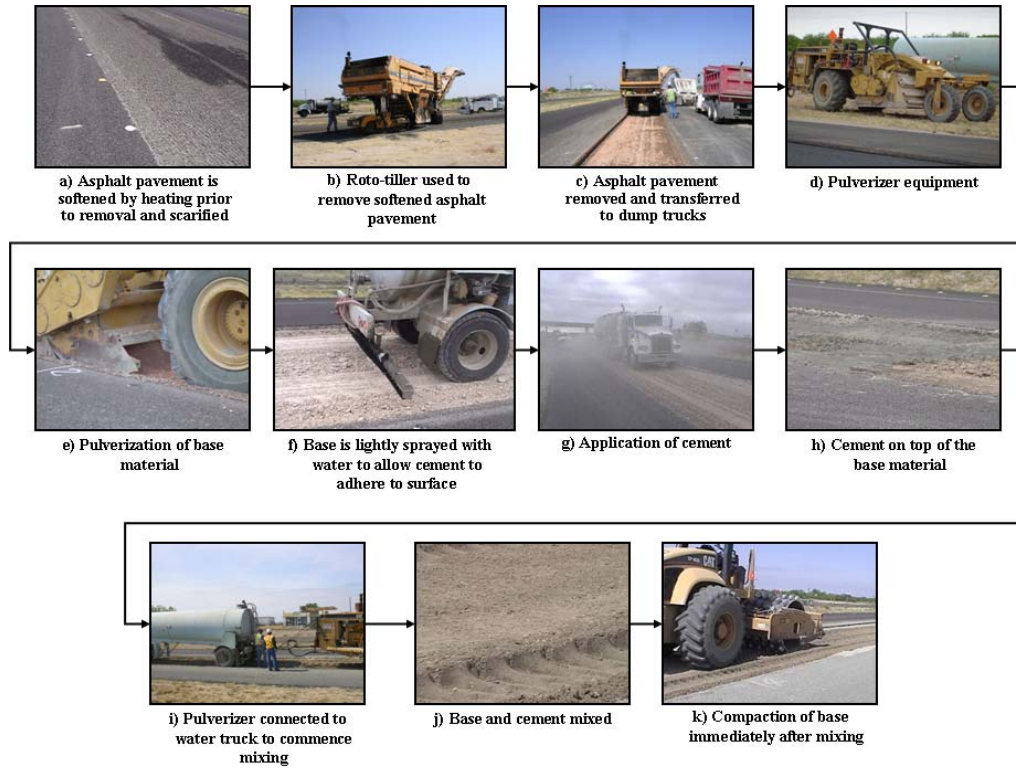 a) Asphalt pavement is
softened by heating prior
to removal and scarified
b) Roto-tiller used to
remove softened asphalt
pavement
c) Asphalt pavement
removed and transferred
to dump trucks
d) Pulverizer equipment
e) Pulverization of base
material
f) Base is lightly sprayed with
water to allow cement to
adhere to surface
g) Application of cement
h) Cement on top of the
base material
i) Pulverizer connected to
water truck to commence
mixing
j) Base and cement mixed
CAT
k) Compaction of base
immediately after mixing